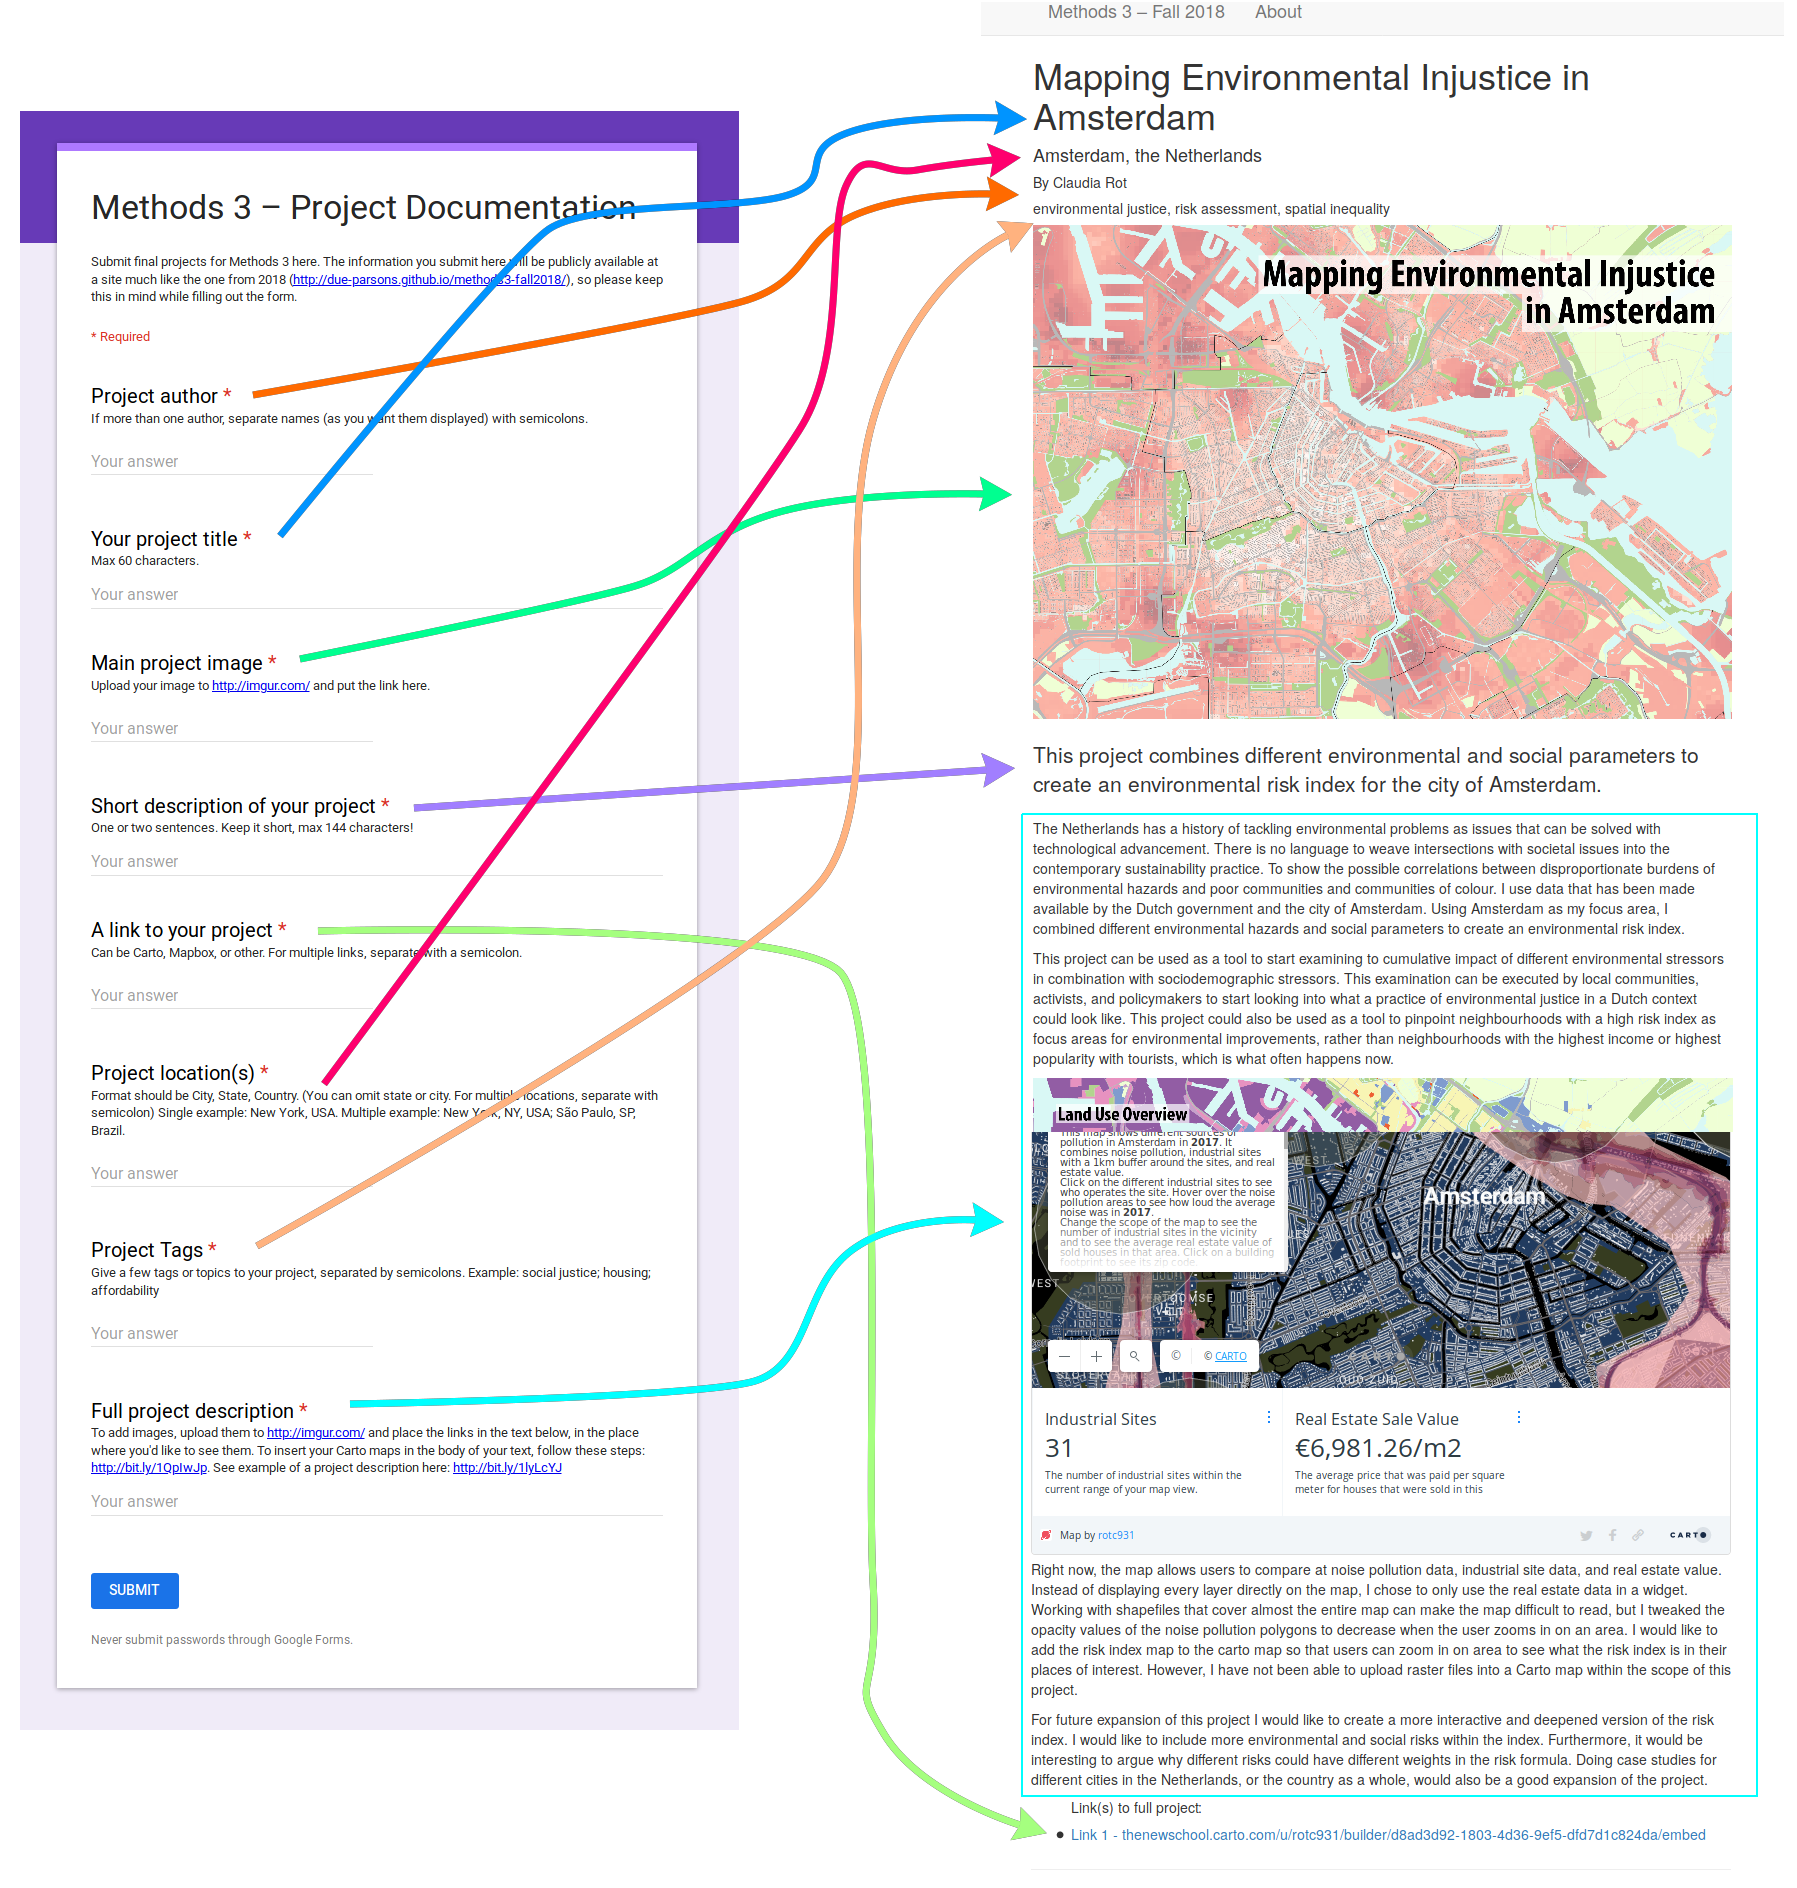 Methods 3 – Fall 2018 About
Mapping Environmental Injustice in
Amsterdam
Amsterdam, the Netherlands
By Claudia Rot
environmental justice, risk assessment, spatial inequality
Mapping Environmental Injustice
in Amsterdam
This project combines different environmental and social parameters to
create an environmental risk index for the city of Amsterdam.
The Netherlands has a history of tackling environmental problems as issues that can be solved with
technological advancement. There is no language to weave intersections with societal issues into the
contemporary sustainability practice. To show the possible correlations between disproportionate burdens of
environmental hazards and poor communities and communities of colour. I use data that has been made
available by the Dutch government and the city of Amsterdam. Using Amsterdam as my focus area, I
combined different environmental hazards and social parameters to create an environmental risk index.
This project can be used as a tool to start examining to cumulative impact of different environmental stressors
in combination with sociodemographic stressors. This examination can be executed by local communities,
activists, and policymakers to start looking into what a practice of environmental justice in a Dutch context
could look like. This project could also be used as a tool to pinpoint neighbourhoods with a high risk index as
focus areas for environmental improvements, rather than neighbourhoods with the highest income or highest
popularity with tourists, which is what often happens now.
Land Use Overview
This map shows different sources of
pollution in Amsterdam in 2017. It
combines noise pollution, industrial sites
with a 1km buffer around the sites, and real
estate value.
Click on the different industrial sites to see
who operates the site. Hover over the noise
pollution areas to see how loud the average
noise was in 2017.
Change the scope of the map to see the
number of industrial sites in the vicinity
and to see the average real estate value of
sold houses in that area. Click on a building
footprint to see its zip code.
WEST
Amsterdam
WEST
OUD ZUID
© © CARTO
Industrial Sites
31
The number of industrial sites within the
current range of your map view.
Real Estate Sale Value
€6,981.26/m2
The average price that was paid per square
meter for houses that were sold in this
Map by rotc931
CARTO
Right now, the map allows users to compare at noise pollution data, industrial site data, and real estate value.
Instead of displaying every layer directly on the map, I chose to only use the real estate data in a widget.
Working with shapefiles that cover almost the entire map can make the map difficult to read, but I tweaked the
opacity values of the noise pollution polygons to decrease when the user zooms in on an area. I would like to
add the risk index map to the carto map so that users can zoom in on area to see what the risk index is in their
places of interest. However, I have not been able to upload raster files into a Carto map within the scope of this
project.
For future expansion of this project I would like to create a more interactive and deepened version of the risk
index. I would like to include more environmental and social risks within the index. Furthermore, it would be
interesting to argue why different risks could have different weights in the risk formula. Doing case studies for
different cities in the Netherlands, or the country as a whole, would also be a good expansion of the project.
Link(s) to full project:
Link 1 - thenewschool.carto.com/u/rotc931/builder/d8ad3d92-1803-4d36-9ef5-dfd7d1c824da/embed
Methods 3 – Project Documentation
Submit final projects for Methods 3 here. The information you submit here will be publicly available at
a site much like the one from 2018 (http://due-parsons.github.io/methods3-fall2018/), so please keep
this in mind while filling out the form.
* Required
Project author *
If more than one author, separate names (as you want them displayed) with semicolons.
Your answer
Your project title *
Max 60 characters.
Your answer
Main project image *
Upload your image to http://imgur.com/ and put the link here.
Your answer
Short description of your project *
One or two sentences. Keep it short, max 144 characters!
Your answer
A link to your project *
Can be Carto, Mapbox, or other. For multiple links, separate with a semicolon.
Your answer
Project location(s) *
Format should be City, State, Country. (You can omit state or city. For multiple locations, separate with
semicolon) Single example: New York, USA. Multiple example: New York, NY, USA; São Paulo, SP,
Brazil.
Your answer
Project Tags *
Give a few tags or topics to your project, separated by semicolons. Example: social justice; housing;
affordability
Your answer
Full project description *
To add images, upload them to http://imgur.com/ and place the links in the text below, in the place
where you'd like to see them. To insert your Carto maps in the body of your text, follow these steps:
http://bit.ly/1QpIwJp. See example of a project description here: http://bit.ly/1lyLcYJ
Your answer
SUBMIT
Never submit passwords through Google Forms.